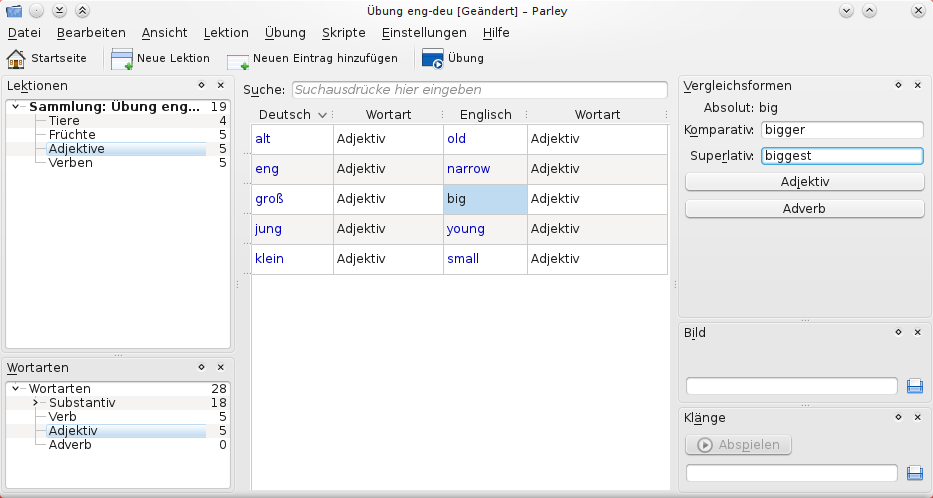 Übung eng-deu [Geändert] – Parley
Datei Bearbeiten Ansicht Lektion Übung Skripte Einstellungen Hilfe
Startseite Neue Lektion Neuen Eintrag hinzufügen Übung
Lektionen
Sammlung: Übung eng... 19
Tiere 4
Früchte 5
Adjektive 5
Verben 5
Wortarten
Wortarten 28
Substantiv 18
Verb 5
Adjektiv 5
Adverb 0
Suche: Suchausdrücke hier eingeben
Deutsch Wortart Englisch Wortart
alt Adjektiv old Adjektiv
eng Adjektiv narrow Adjektiv
groß Adjektiv big Adjektiv
jung Adjektiv young Adjektiv
klein Adjektiv small Adjektiv
Vergleichsformen
Absolut: big
Komparativ: bigger
Superlativ: biggest
Adjektiv
Adverb
Bild
Klänge
Abspielen